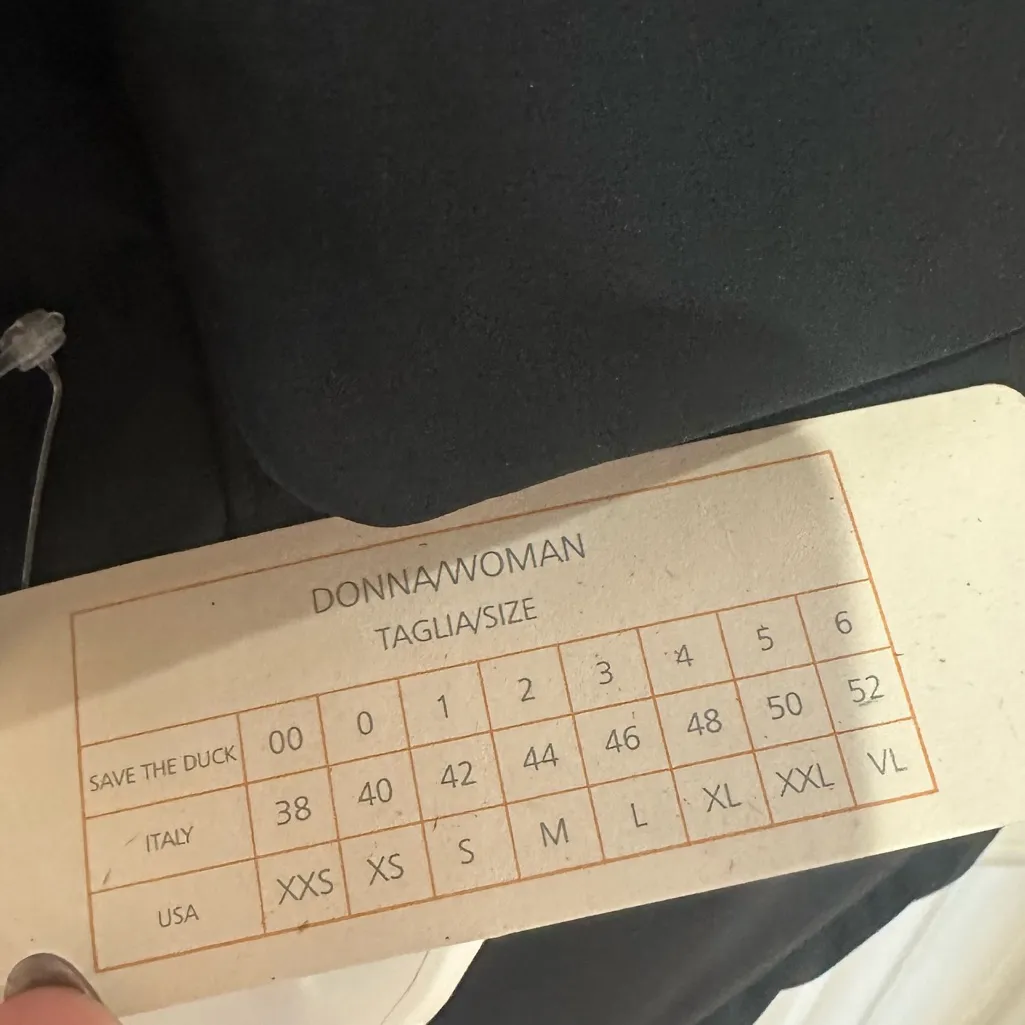 DONNA/WOMAN
TAGLIA/SIZE
SAVE THE DUCK 00 0 1 2 3 4 5 6
ITALY 38 40 42 44 46 48 50 52
USA XXS XS S M L XL XXL VL